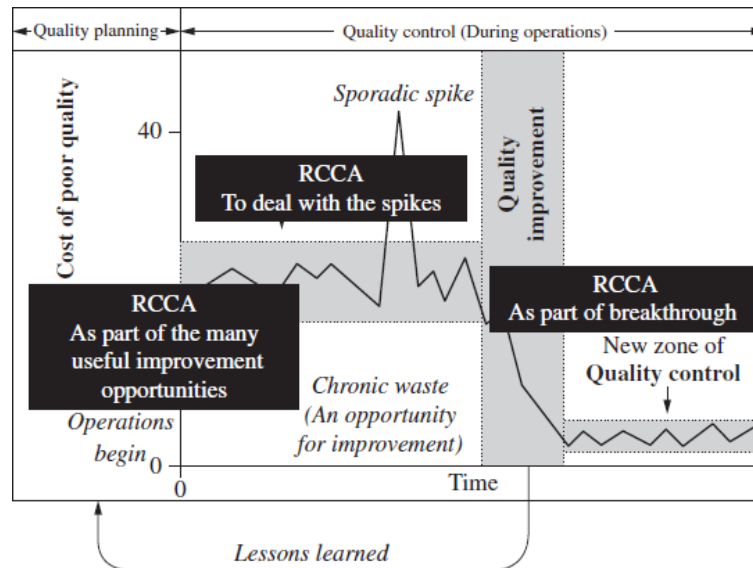 Quality planning
Quality control (During operations)
Cost of poor quality
40
Sporadic spike
Quality
improvement
RCCA
To deal with the spikes
RCCA
As part of the many
useful improvement
opportunities
RCCA
As part of breakthrough
New zone of
Quality control
Chronic waste
(An opportunity
for improvement)
Operations
begin
0
0
Time
Lessons learned